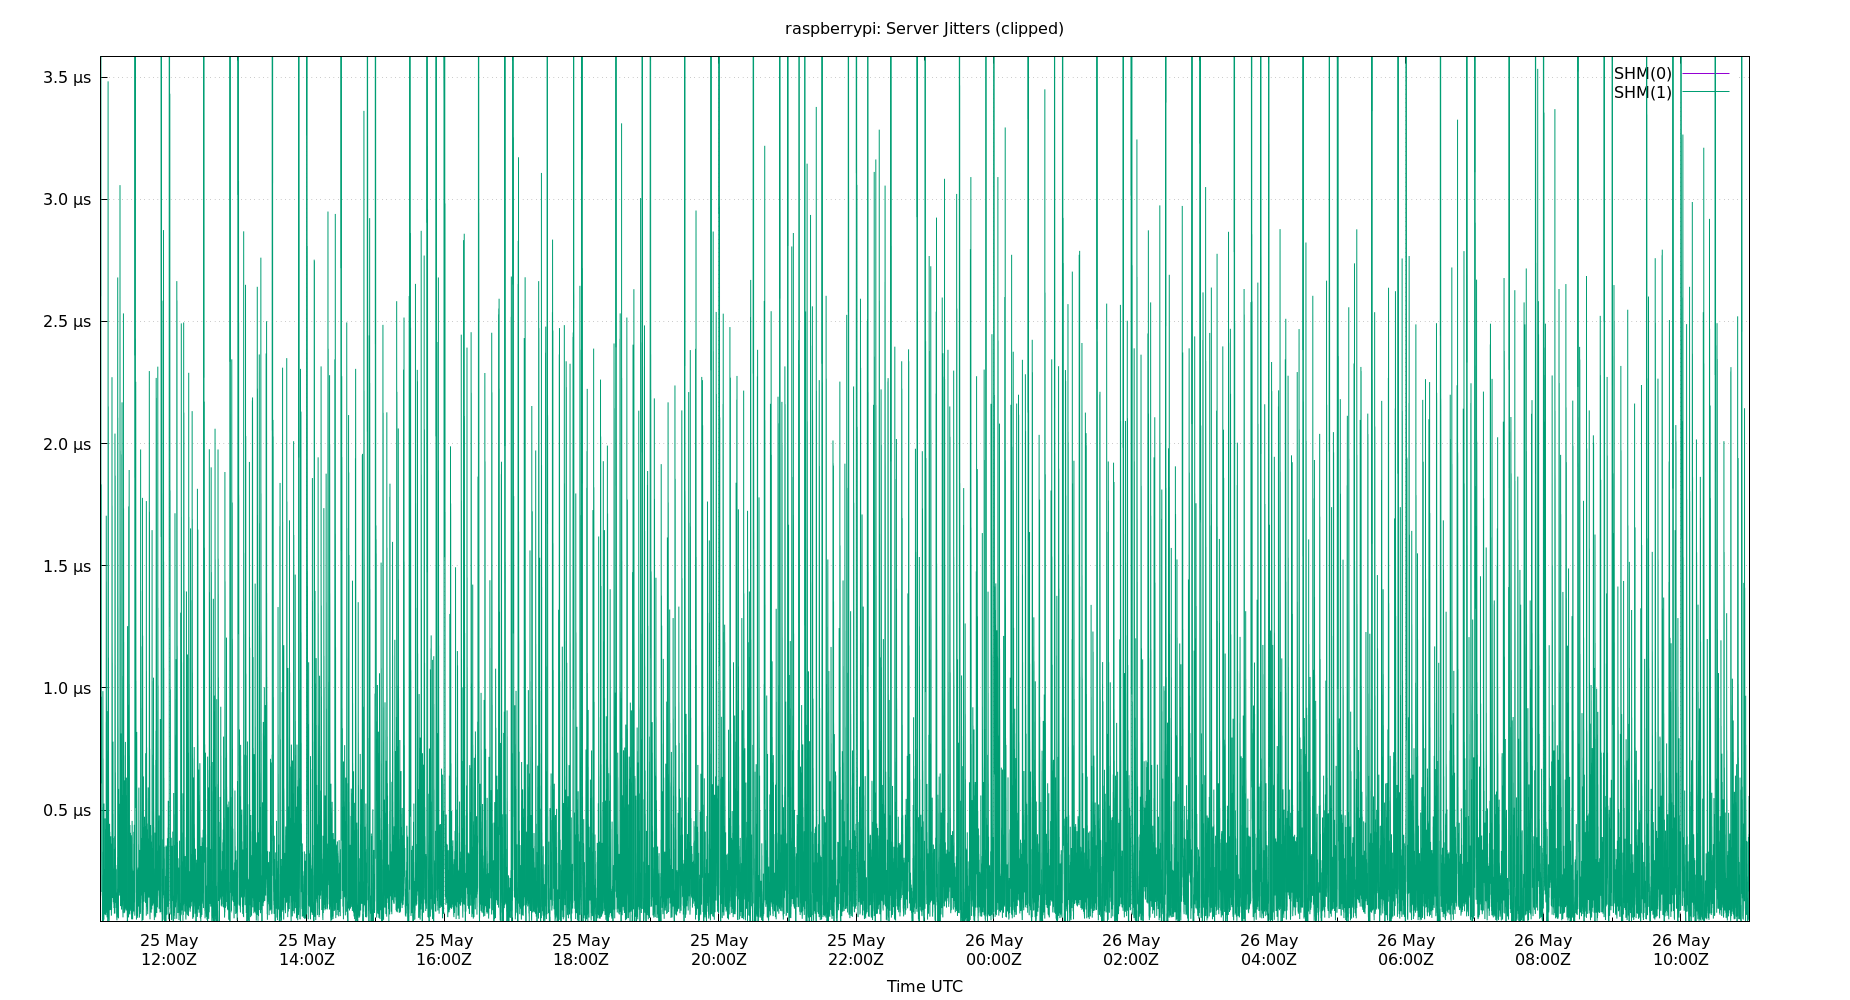 raspberrypi: Server Jitters (clipped)
3.5 µs
3.0 µs
2.5 µs
2.0 µs
1.5 µs
1.0 µs
0.5 µs
SHM(0)
SHM(1)
25 May 25 May 25 May 25 May 25 May 25 May 26 May 26 May 26 May 26 May 26 May 26 May
12:00Z 14:00Z 16:00Z 18:00Z 20:00Z 22:00Z 00:00Z 02:00Z 04:00Z 06:00Z 08:00Z 10:00Z
Time UTC